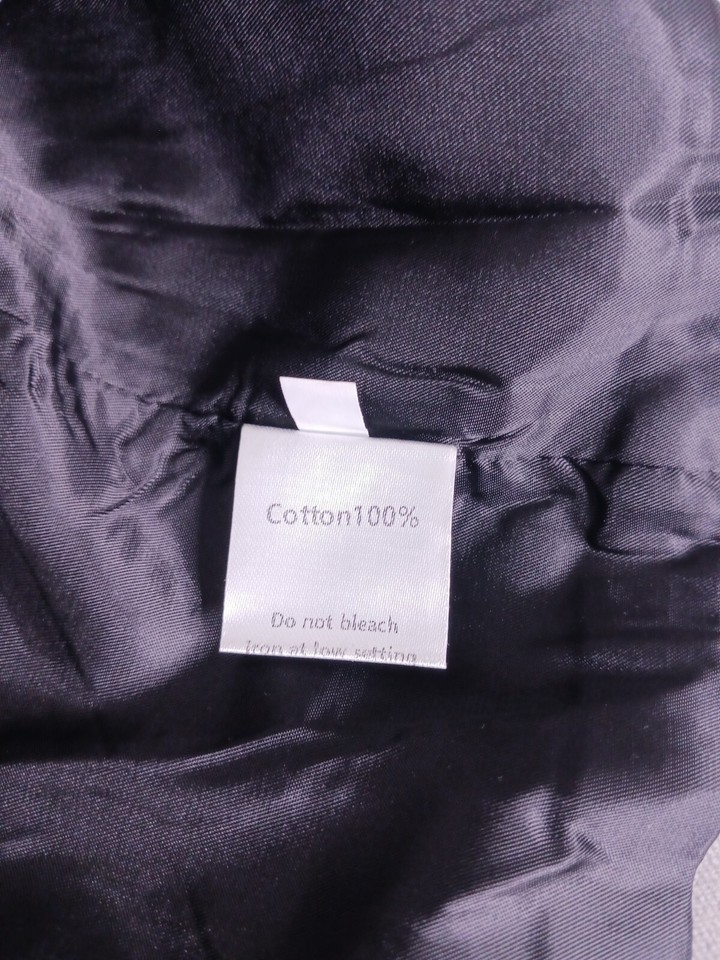 Cotton100%
Do not bleach
iron at low setting